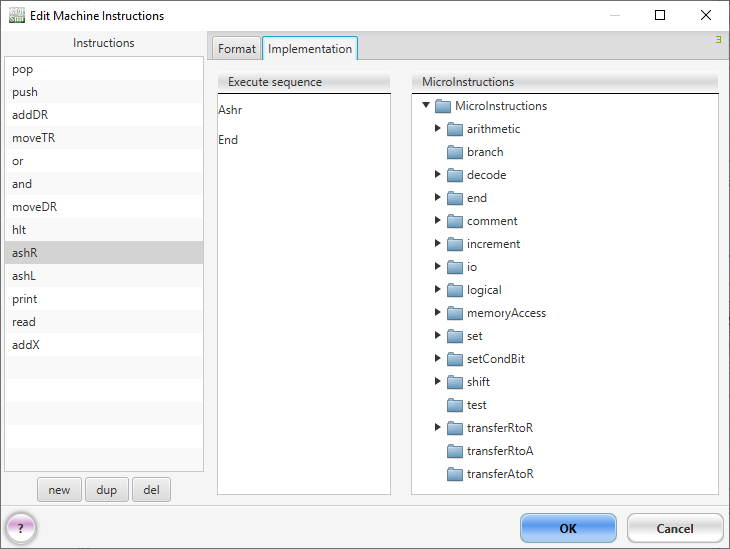 Edit Machine Instructions
Instructions
pop
push
addDR
moveTR
or
and
moveDR
hlt
ashR
ashL
print
read
addX
new dup del
Format Implementation
3
Execute sequence
Ashr
End
MicroInstructions
MicroInstructions
arithmetic
branch
decode
end
comment
increment
io
logical
memoryAccess
set
setCondBit
shift
test
transferRtoR
transferRtoA
transferAtoR
?
OK Cancel